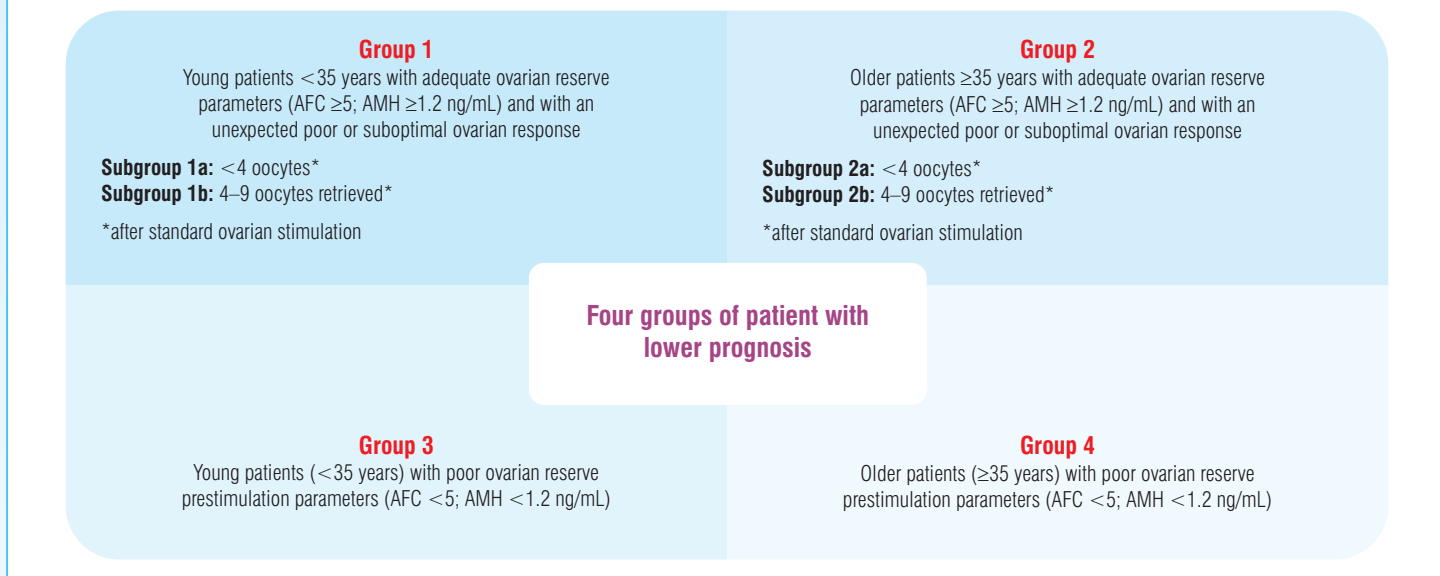 Group 1
Young patients <35 years with adequate ovarian reserve
parameters (AFC ≥5; AMH ≥1.2 ng/mL) and with an
unexpected poor or suboptimal ovarian response
Subgroup 1a: <4 oocytes*
Subgroup 1b: 4–9 oocytes retrieved*
*after standard ovarian stimulation
Group 2
Older patients ≥35 years with adequate ovarian reserve
parameters (AFC ≥5; AMH ≥1.2 ng/mL) and with an
unexpected poor or suboptimal ovarian response
Subgroup 2a: <4 oocytes*
Subgroup 2b: 4–9 oocytes retrieved*
*after standard ovarian stimulation
Four groups of patient with
lower prognosis
Group 3
Young patients (<35 years) with poor ovarian reserve
prestimulation parameters (AFC <5; AMH <1.2 ng/mL)
Group 4
Older patients (≥35 years) with poor ovarian reserve
prestimulation parameters (AFC <5; AMH <1.2 ng/mL)